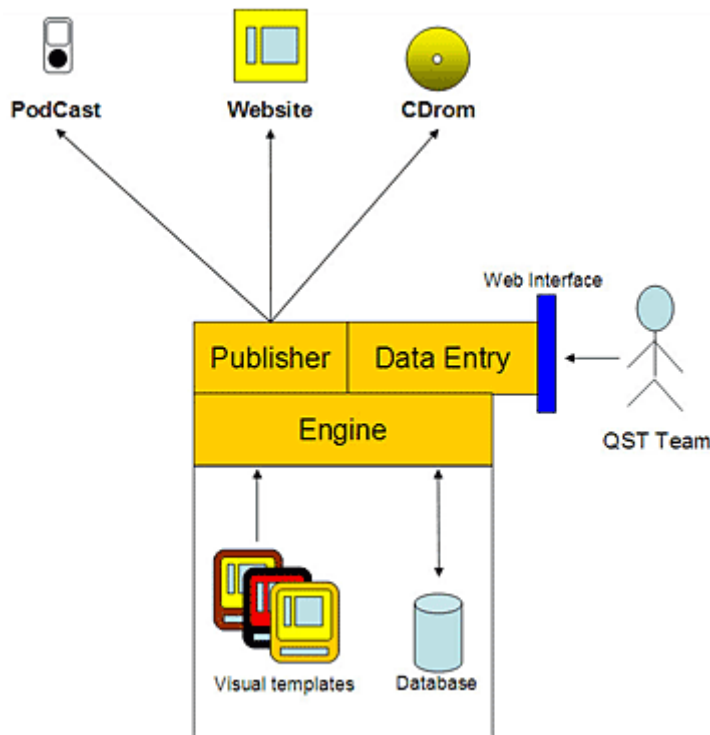 PodCast
Website
CDrom
Web Interface
Publisher
Data Entry
Engine
QST Team
Visual templates
Database